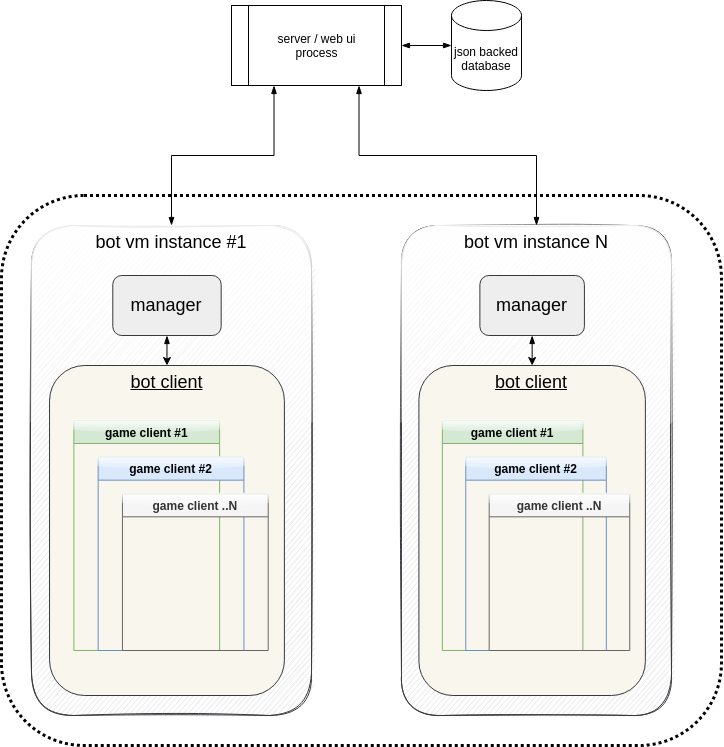 server / web ui
process
json backed
database
bot vm instance #1
manager
bot client
game client #1
game client #2
game client ..N
bot vm instance N
manager
bot client
game client #1
game client #2
game client ..N